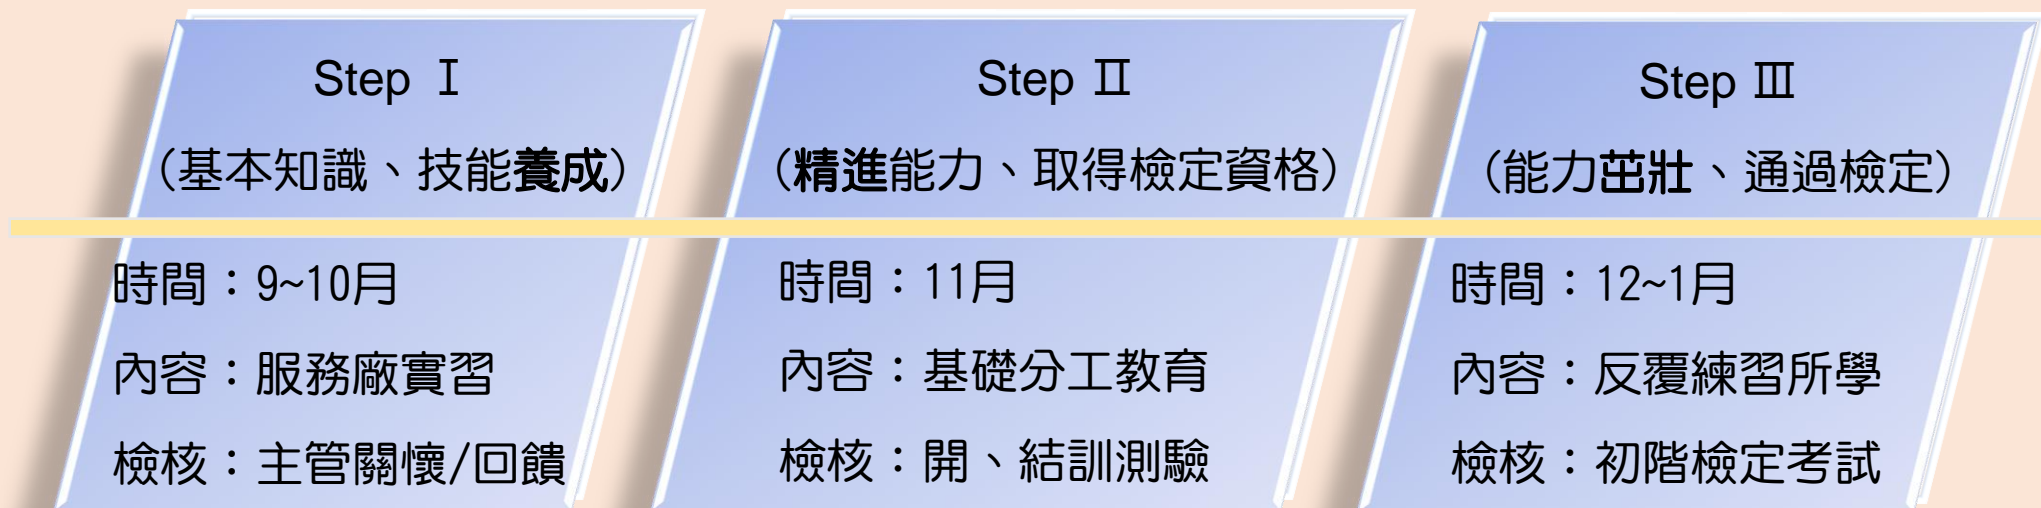 Step Ⅰ
(基本知識、技能養成)
時間：9~10月
內容：服務廠實習
檢核：主管關懷/回饋
Step Ⅱ
(精進能力、取得檢定資格)
時間：11月
內容：基礎分工教育
檢核：開、結訓測驗
Step Ⅲ
(能力茁壯、通過檢定)
時間：12~1月
內容：反覆練習所學
檢核：初階檢定考試